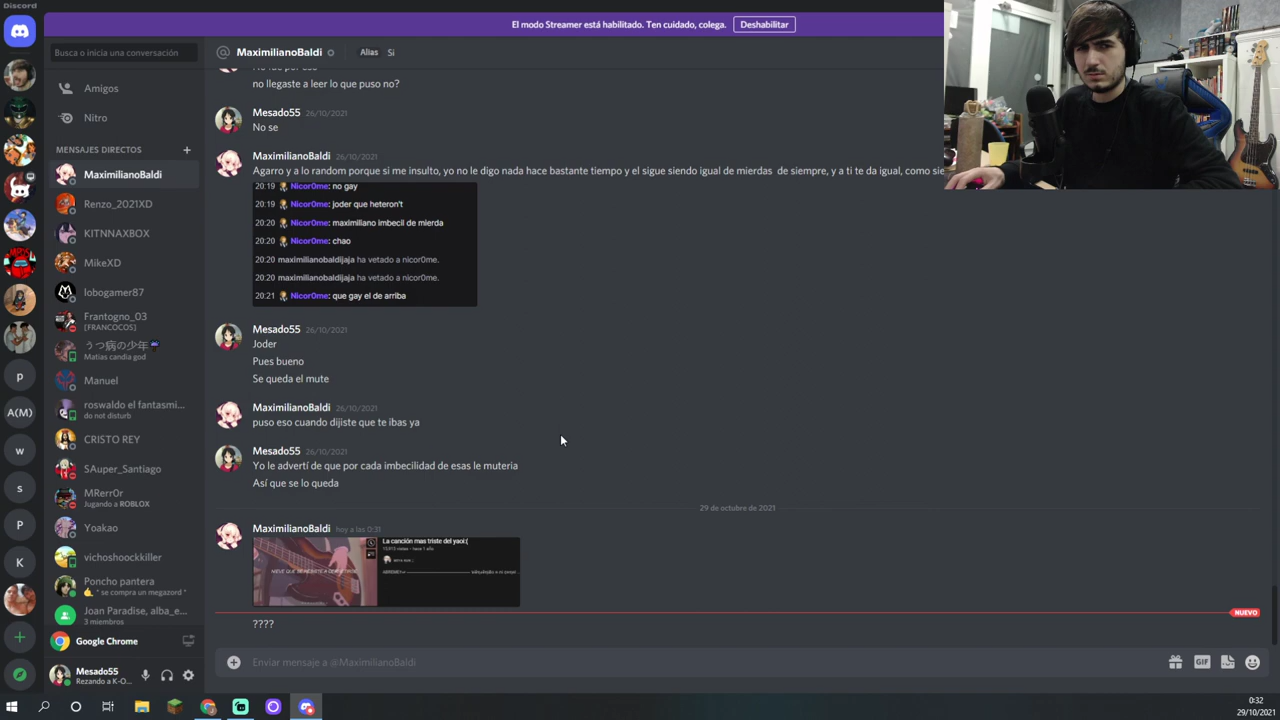 Discord
El modo Streamer está habilitado. Ten cuidado, colega.
Deshabilitar
Busca o inicia una conversación
@ MaximilianoBaldi
Alias
Si
Amigos
Nitro
MENSAJES DIRECTOS
MaximilianoBaldi
Renzo_2021XD
KITNNAXBOX
MikeXD
lobogamer87
Frantogno_03
[FRANCOCOS]
うつ病の少年
Matias candia god
Manuel
roswaldo el fantasmi...
do not disturb
CRISTO REY
SAuper_Santiago
MRerr0r
Jugando a ROBLOX
Yoakao
vichoshoockkiller
Poncho pantera
* se compra un megazord *
Joan Paradise, alba_e...
3 miembros
Google Chrome
Mesado55
Rezando a K-O...
p
A(M)
w
s
P
K
no llegaste a leer lo que puso no?
Mesado55 26/10/2021
No se
MaximilianoBaldi 26/10/2021
Agarro y a lo random porque si me insulto, yo no le digo nada hace bastante tiempo y el sigue siendo igual de mierdas de siempre, y a ti te da igual, como sie
20:19 Nicor0me: no gay
20:19 Nicor0me: joder que heteron't
20:20 Nicor0me: maximiliano imbecil de mierda
20:20 Nicor0me: chao
20:20 maximilianobaldijaja ha vetado a nicor0me.
20:20 maximilianobaldijaja ha vetado a nicor0me.
20:21 Nicor0me: que gay el de arriba
Mesado55 26/10/2021
Joder
Pues bueno
Se queda el mute
MaximilianoBaldi 26/10/2021
puso eso cuando dijiste que te ibas ya
Mesado55 26/10/2021
Yo le advertí de que por cada imbecilidad de esas le muteria
Así que se lo queda
29 de octubre de 2021
MaximilianoBaldi hoy a las 0:31
La canción mas triste del yaoi:(
NUEVO
????
Enviar mensaje a @MaximilianoBaldi
GIF
0:32
29/10/2021